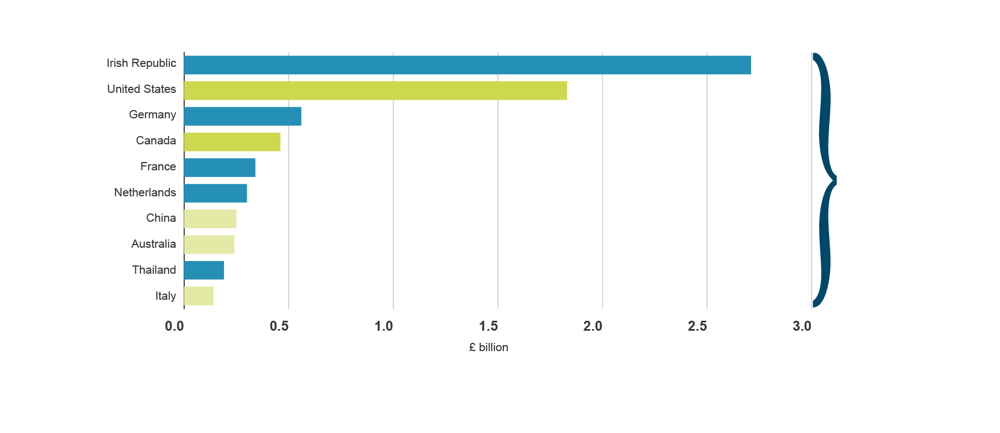 Irish Republic
United States
Germany
Canada
France
Netherlands
China
Australia
Thailand
Italy
0.0 0.5 1.0 1.5 2.0 2.5 3.0
£ billion